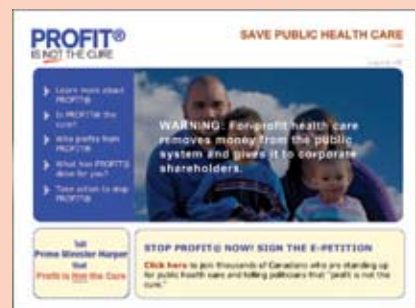 PROFIT®
IS NOT THE CURE
SAVE PUBLIC HEALTH CARE
Learn more about
PROFIT®
Is PROFIT® the
cure?
Who profits from
PROFIT®
What has PROFIT®
done for you?
Take action to stop
PROFIT®
WARNING: For-profit health care
removes money from the public
system and gives it to corporate
shareholders.
Tell
Prime Minister Harper
that
Profit is Not the Cure
STOP PROFIT® NOW! SIGN THE E-PETITION
Click here to join thousands of Canadians who are standing up
for public health care and telling politicians that "profit is not the
cure."